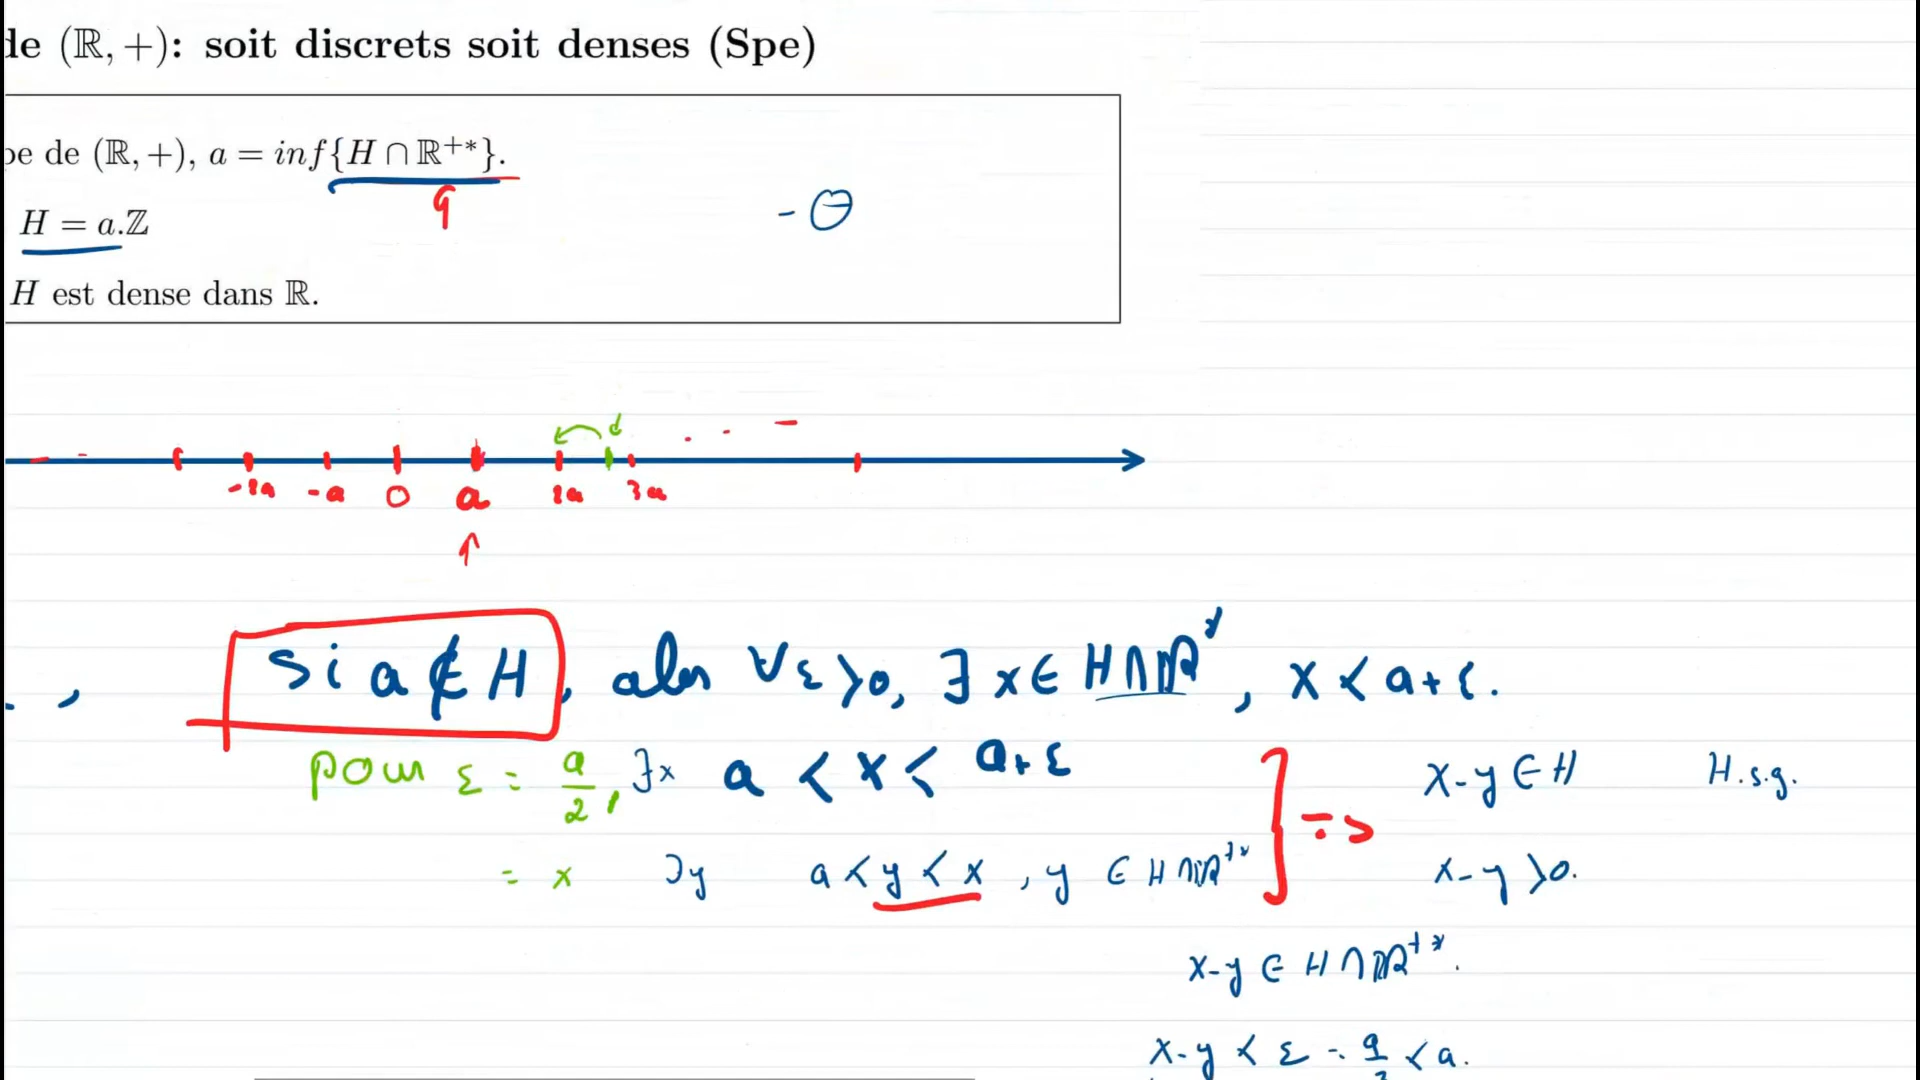 de (ℝ, +): soit discrets soit denses (Spe)
pe de (ℝ, +), a = inf{H ∩ ℝ⁺*}.
H = a.ℤ
- θ
H est dense dans ℝ.
-2a -a 0 a 2a 3a
Si a ∉ H, alors ∀ε>0, ∃ x ∈ H∩ℝ*, x < a+ε.
pour ε = a/2, ∃x a < x < a+ε
x-y ∈ H H.s.g.
= x ∃y a < y < x, y ∈ H∩ℝ⁺* => x-y >0.
x-y ∈ H∩ℝ⁺*.
x-y < ε = a/2 < a.